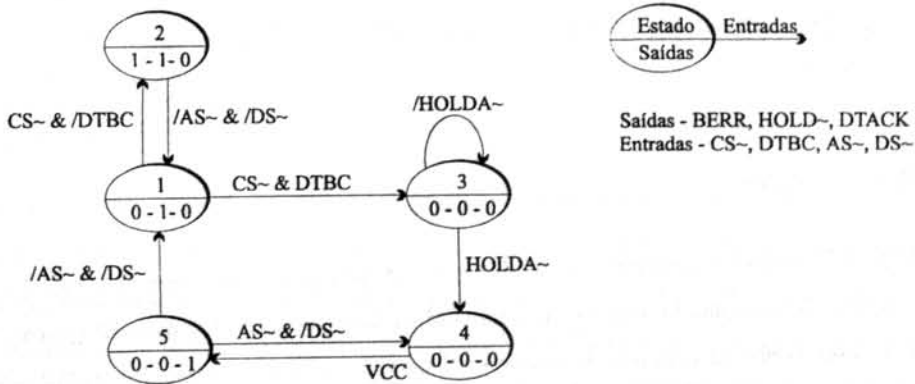 2
1 - 1- 0
CS~ & /DTBC
/AS~ & /DS~
1
0 - 1 - 0
CS~ & DTBC
/HOLDA~
3
0 - 0 - 0
HOLDA~
/AS~ & /DS~
5
0 - 0 - 1
AS~ & /DS~
VCC
4
0 - 0 - 0
Estado
Saídas
Entradas
Saídas - BERR, HOLD~, DTACK
Entradas - CS~, DTBC, AS~, DS~